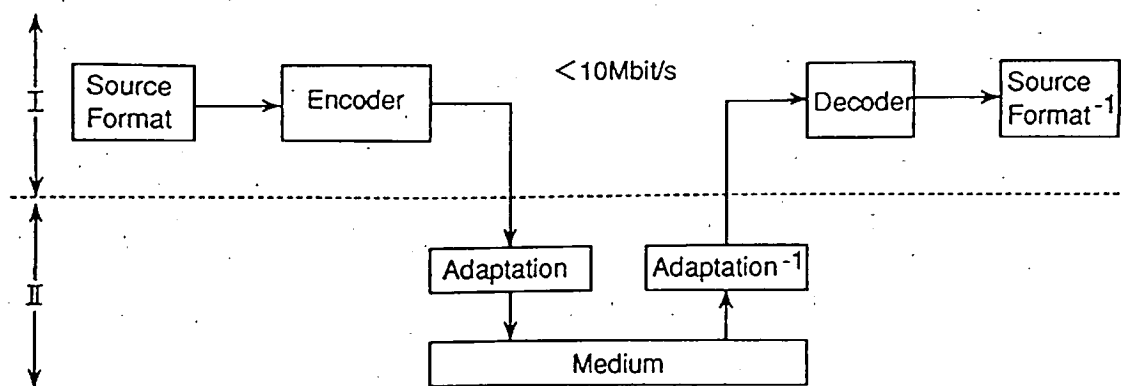 I
Source
Format
Encoder
<10Mbit/s
Decoder
Source
Format-1
II
Adaptation
Adaptation-1
Medium